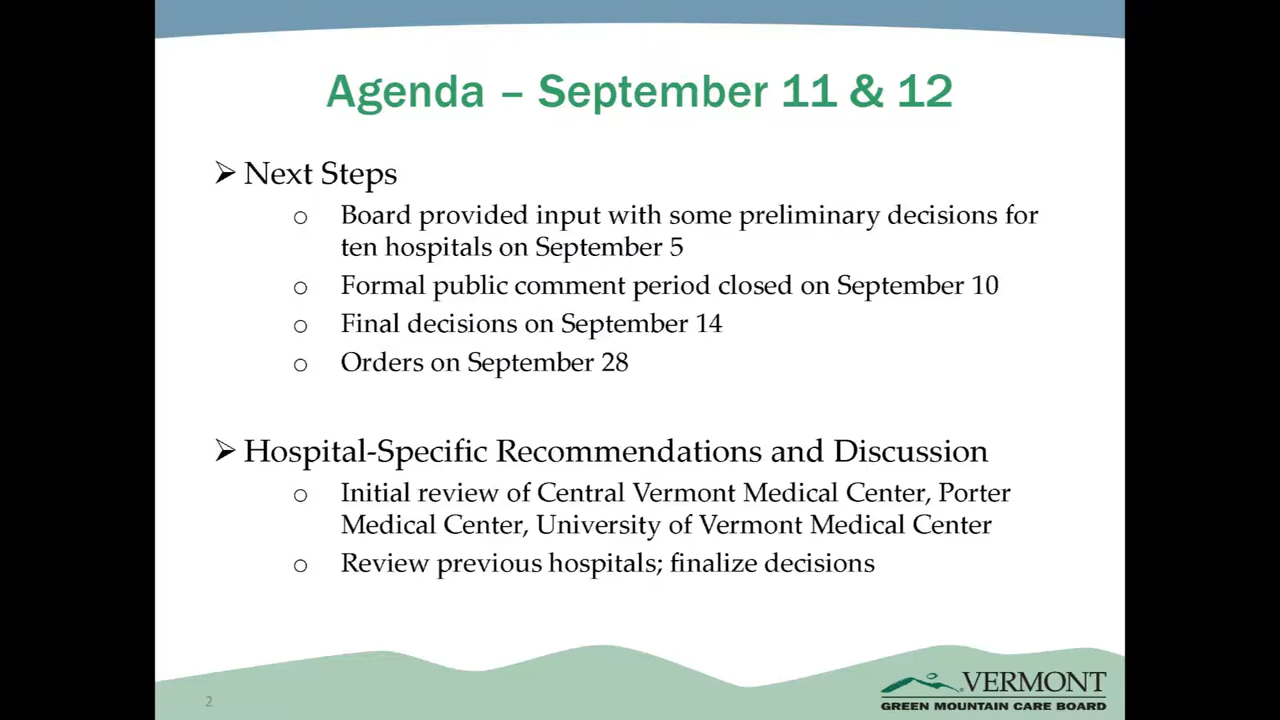 Agenda – September 11 & 12
➢ Next Steps
o Board provided input with some preliminary decisions for
ten hospitals on September 5
o Formal public comment period closed on September 10
o Final decisions on September 14
o Orders on September 28
➢ Hospital-Specific Recommendations and Discussion
o Initial review of Central Vermont Medical Center, Porter
Medical Center, University of Vermont Medical Center
o Review previous hospitals; finalize decisions
2
VERMONT
GREEN MOUNTAIN CARE BOARD